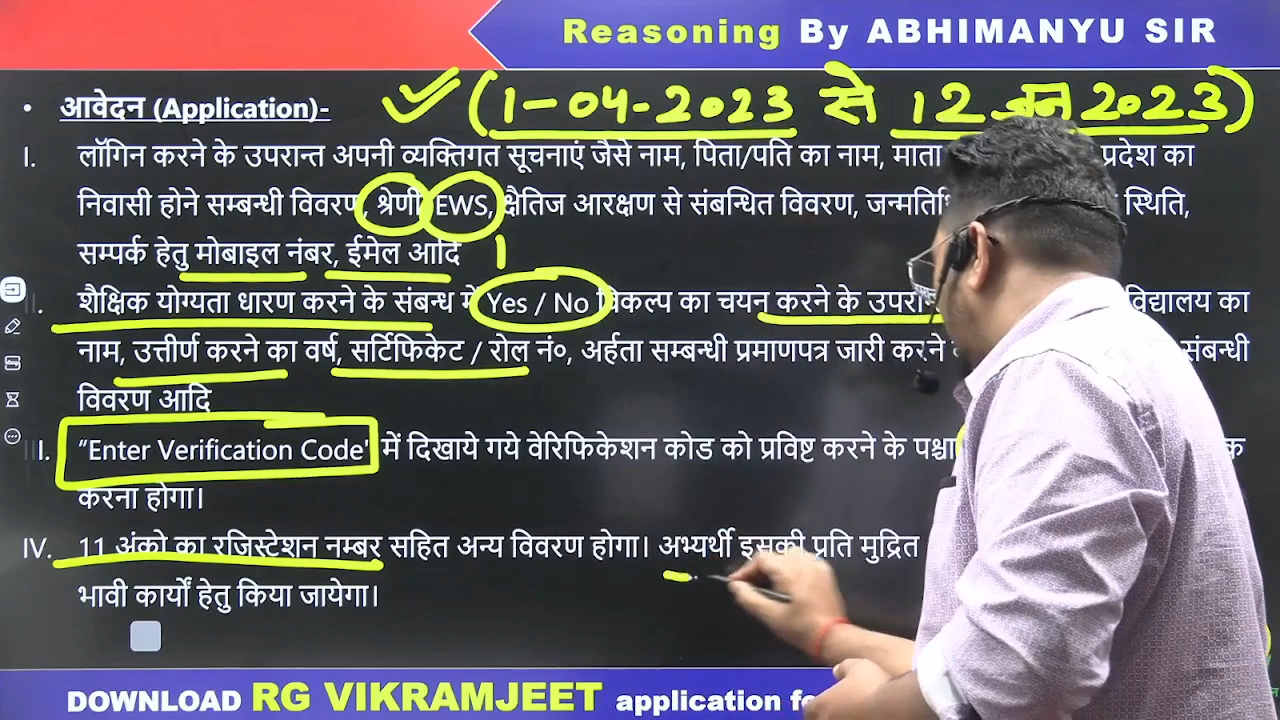 Reasoning By ABHIMANYU SIR
• आवेदन (Application)- (1-04-2023 से 12 जून 2023)
I. लॉगिन करने के उपरान्त अपनी व्यक्तिगत सूचनाएं जैसे नाम, पिता/पति का नाम, माता प्रदेश का
निवासी होने सम्बन्धी विवरण, श्रेणी EWS, क्षैतिज आरक्षण से संबन्धित विवरण, स्थिति,
सम्पर्क हेतु मोबाइल नंबर, ईमेल आदि
II. शैक्षिक योग्यता धारण करने के संबन्ध में Yes / No विकल्प का चयन करने के उपरान्त विद्यालय का
नाम, उत्तीर्ण करने का वर्ष, सर्टिफिकेट / रोल नं०, अर्हता सम्बन्धी प्रमाणपत्र जारी करने संबंधी
विवरण आदि
III. “Enter Verification Code' में दिखाये गये वेरिफिकेशन कोड को प्रविष्ट करने के पश्चा क
करना होगा।
IV. 11 अंको का रजिस्टेशन नम्बर सहित अन्य विवरण होगा। अभ्यर्थी इसकी प्रति मुद्रित
भावी कार्यों हेतु किया जायेगा।
DOWNLOAD RG VIKRAMJEET application fo